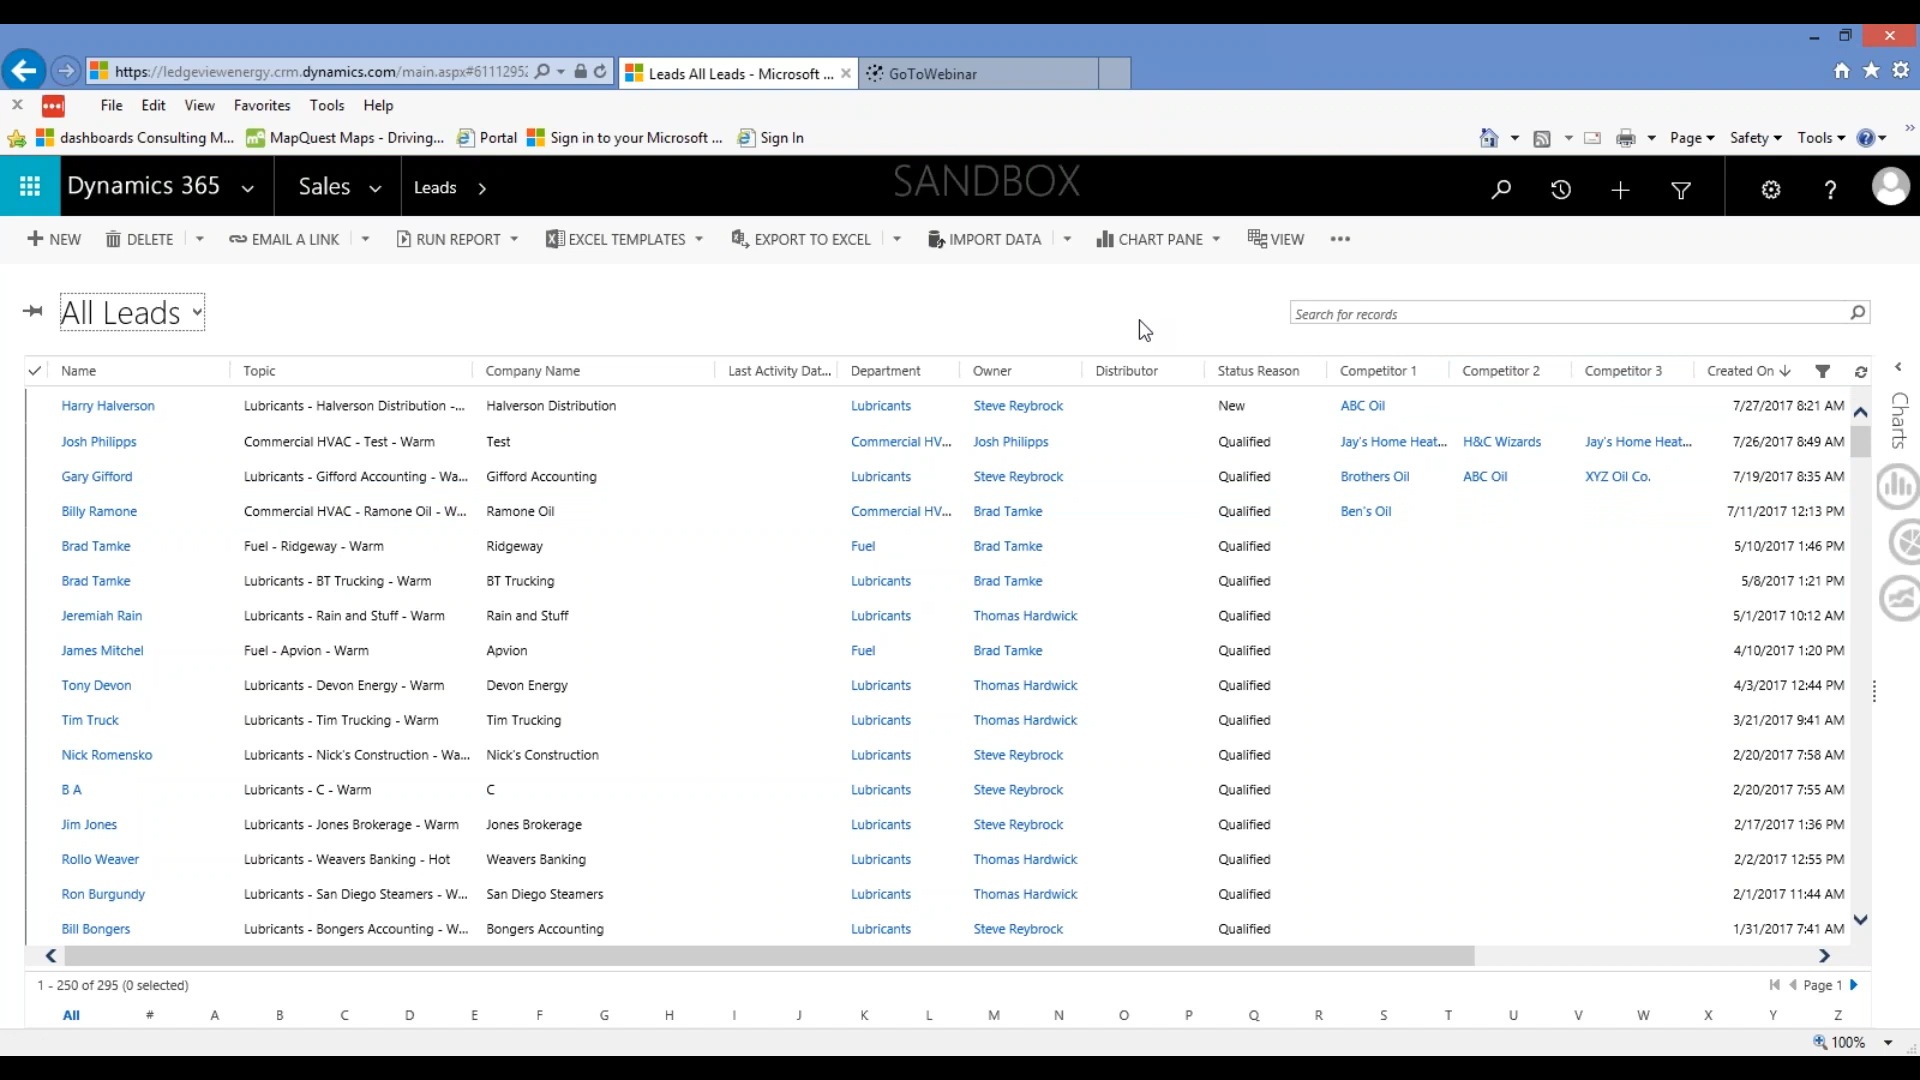 https://ledgeviewenergy.crm.dynamics.com/main.aspx#61112952 Leads All Leads - Microsoft ... GoToWebinar
File Edit View Favorites Tools Help
dashboards Consulting M... MapQuest Maps - Driving,... Portal Sign in to your Microsoft ... Sign In Page Safety Tools
Dynamics 365 Sales Leads SANDBOX
NEW DELETE EMAIL A LINK RUN REPORT EXCEL TEMPLATES EXPORT TO EXCEL IMPORT DATA CHART PANE VIEW
All Leads Search for records
Name Topic Company Name Last Activity Dat... Department Owner Distributor Status Reason Competitor 1 Competitor 2 Competitor 3 Created On
Charts
Harry Halverson Lubricants - Halverson Distribution -... Halverson Distribution Lubricants Steve Reybrock New ABC Oil 7/27/2017 8:21 AM
Josh Philipps Commercial HVAC - Test - Warm Test Commercial HV... Josh Philipps Qualified Jay's Home Heat... H&C Wizards Jay's Home Heat... 7/26/2017 8:49 AM
Gary Gifford Lubricants - Gifford Accounting - Wa... Gifford Accounting Lubricants Steve Reybrock Qualified Brothers Oil ABC Oil XYZ Oil Co. 7/19/2017 8:35 AM
Billy Ramone Commercial HVAC - Ramone Oil - W... Ramone Oil Commercial HV... Brad Tamke Qualified Ben's Oil 7/11/2017 12:13 PM
Brad Tamke Fuel - Ridgeway - Warm Ridgeway Fuel Brad Tamke Qualified 5/10/2017 1:46 PM
Brad Tamke Lubricants - BT Trucking - Warm BT Trucking Lubricants Brad Tamke Qualified 5/8/2017 1:21 PM
Jeremiah Rain Lubricants - Rain and Stuff - Warm Rain and Stuff Lubricants Thomas Hardwick Qualified 5/1/2017 10:12 AM
James Mitchel Fuel - Apvion - Warm Apvion Fuel Brad Tamke Qualified 4/10/2017 1:20 PM
Tony Devon Lubricants - Devon Energy - Warm Devon Energy Lubricants Thomas Hardwick Qualified 4/3/2017 12:44 PM
Tim Truck Lubricants - Tim Trucking - Warm Tim Trucking Lubricants Thomas Hardwick Qualified 3/21/2017 9:41 AM
Nick Romensko Lubricants - Nick's Construction - Wa... Nick's Construction Lubricants Steve Reybrock Qualified 2/20/2017 7:58 AM
B A Lubricants - C - Warm C Lubricants Steve Reybrock Qualified 2/20/2017 7:55 AM
Jim Jones Lubricants - Jones Brokerage - Warm Jones Brokerage Lubricants Steve Reybrock Qualified 2/17/2017 1:36 PM
Rollo Weaver Lubricants - Weavers Banking - Hot Weavers Banking Lubricants Thomas Hardwick Qualified 2/2/2017 12:55 PM
Ron Burgundy Lubricants - San Diego Steamers - W... San Diego Steamers Lubricants Thomas Hardwick Qualified 2/1/2017 11:44 AM
Bill Bongers Lubricants - Bongers Accounting - W... Bongers Accounting Lubricants Steve Reybrock Qualified 1/31/2017 7:41 AM
1 - 250 of 295 (0 selected) Page 1
All # A B C D E F G H I J K L M N O P Q R S T U V W X Y Z
100%